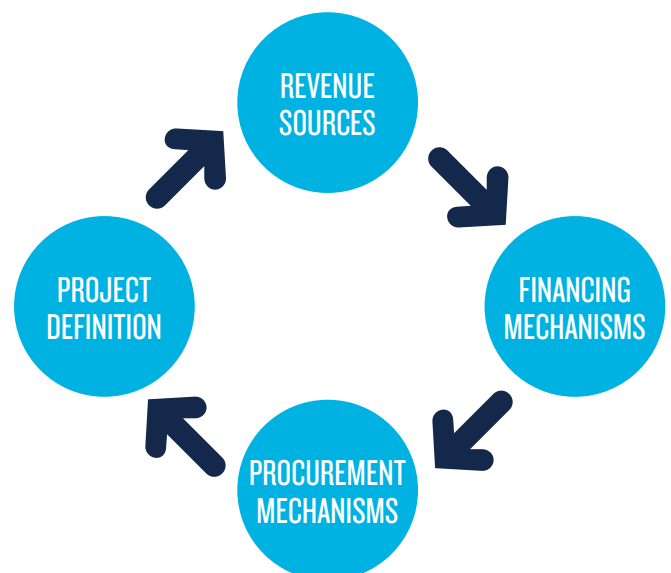 REVENUE
SOURCES
PROJECT
DEFINITION
FINANCING
MECHANISMS
PROCUREMENT
MECHANISMS